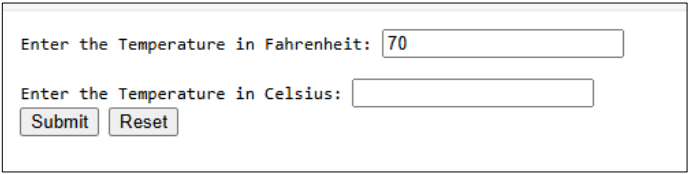 Enter the Temperature in Fahrenheit: 70
Enter the Temperature in Celsius:
Submit Reset